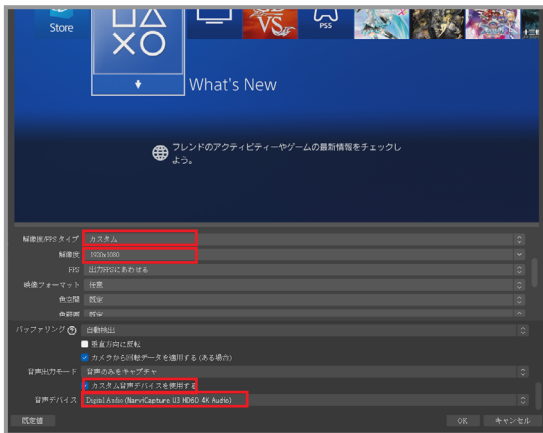 Store
VS
PS5
What's New
フレンドのアクティビティーやゲームの最新情報をチェックし
よう。
解像度/FPS タイプ カスタム
解像度 1920x1080
FPS 出力FPSにあわせる
映像フォーマット 任意
色空間 既定
色範囲 既定
バッファリング 自動検出
垂直方向に反転
カメラから回転データを適用する (ある場合)
音声出力モード 音声のみをキャプチャ
カスタム音声デバイスを使用する
音声デバイス Digital Audio (NarviCapture U3 HD60 4K Audio)
既定値 OK キャンセル